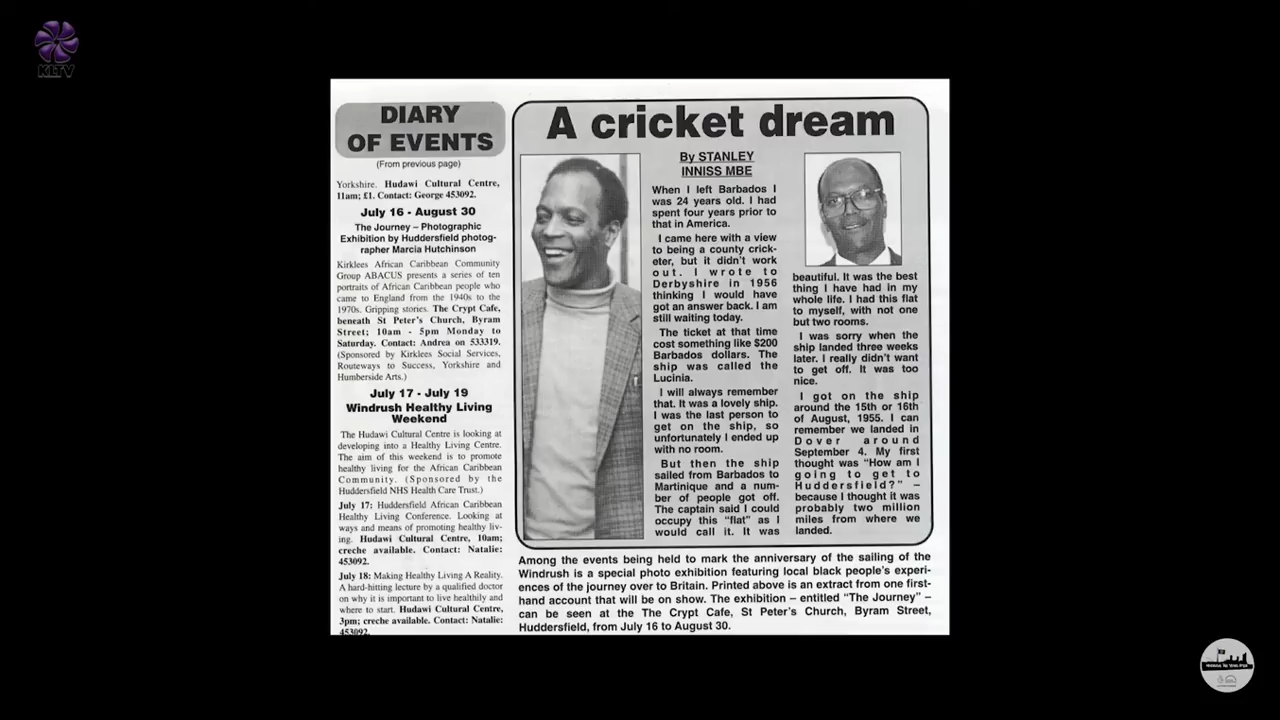 KLTV
DIARY
OF EVENTS
(From previous page)
Yorkshire. Hudawi Cultural Centre,
11am; £1. Contact: George 453092.
July 16 - August 30
The Journey – Photographic
Exhibition by Huddersfield photog-
rapher Marcia Hutchinson
Kirklees African Caribbean Community
Group ABACUS presents a series of ten
portraits of African Caribbean people who
came to England from the 1940s to the
1970s. Gripping stories. The Crypt Cafe,
beneath St Peter's Church, Byram
Street; 10am - 5pm Monday to
Saturday. Contact: Andrea on 533319.
(Sponsored by Kirklees Social Services,
Routeways to Success, Yorkshire and
Humberside Arts.)
July 17 - July 19
Windrush Healthy Living
Weekend
The Hudawi Cultural Centre is looking at
developing into a Healthy Living Centre.
The aim of this weekend is to promote
healthy living for the African Caribbean
Community. (Sponsored by the
Huddersfield NHS Health Care Trust.)
July 17: Huddersfield African Caribbean
Healthy Living Conference. Looking at
ways and means of promoting healthy liv-
ing. Hudawi Cultural Centre, 10am;
creche available. Contact: Natalie:
453092.
July 18: Making Healthy Living A Reality.
A hard-hitting lecture by a qualified doctor
on why it is important to live healthily and
where to start. Hudawi Cultural Centre,
3pm; creche available. Contact: Natalie:
453092.
A cricket dream
By STANLEY
INNISS MBE
When I left Barbados I
was 24 years old. I had
spent four years prior to
that in America.
I came here with a view
to being a county crick-
eter, but it didn't work
out. I wrote to
Derbyshire in 1956
thinking I would have
got an answer back. I am
still waiting today.
The ticket at that time
cost something like $200
Barbados dollars. The
ship was called the
Lucinia.
I will always remember
that. It was a lovely ship.
I was the last person to
get on the ship, so
unfortunately I ended up
with no room.
But then the ship
sailed from Barbados to
Martinique and a num-
ber of people got off.
The captain said I could
occupy this "flat" as I
would call it. It was
beautiful. It was the best
thing I have had in my
whole life. I had this flat
to myself, with not one
but two rooms.
I was sorry when the
ship landed three weeks
later. I really didn't want
to get off. It was too
nice.
I got on the ship
around the 15th or 16th
of August, 1955. I can
remember we landed in
Dover around
September 4. My first
thought was "How am I
going to get to
Huddersfield?" –
because I thought it was
probably two million
miles from where we
landed.
Among the events being held to mark the anniversary of the sailing of the
Windrush is a special photo exhibition featuring local black people's experi-
ences of the journey over to Britain. Printed above is an extract from one first-
hand account that will be on show. The exhibition – entitled "The Journey" –
can be seen at the The Crypt Cafe, St Peter's Church, Byram Street,
Huddersfield, from July 16 to August 30.